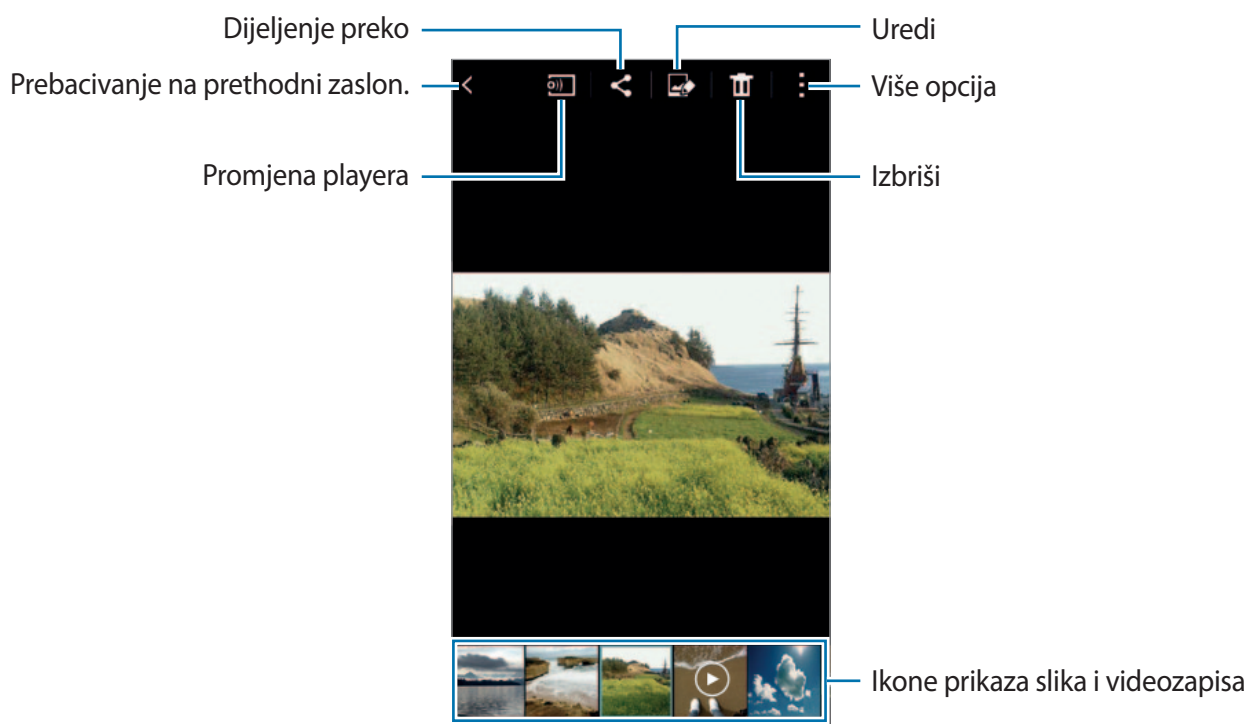 Dijeljenje preko
Uredi
Prebacivanje na prethodni zaslon.
Više opcija
Promjena playera
Izbriši
Ikone prikaza slika i videozapisa